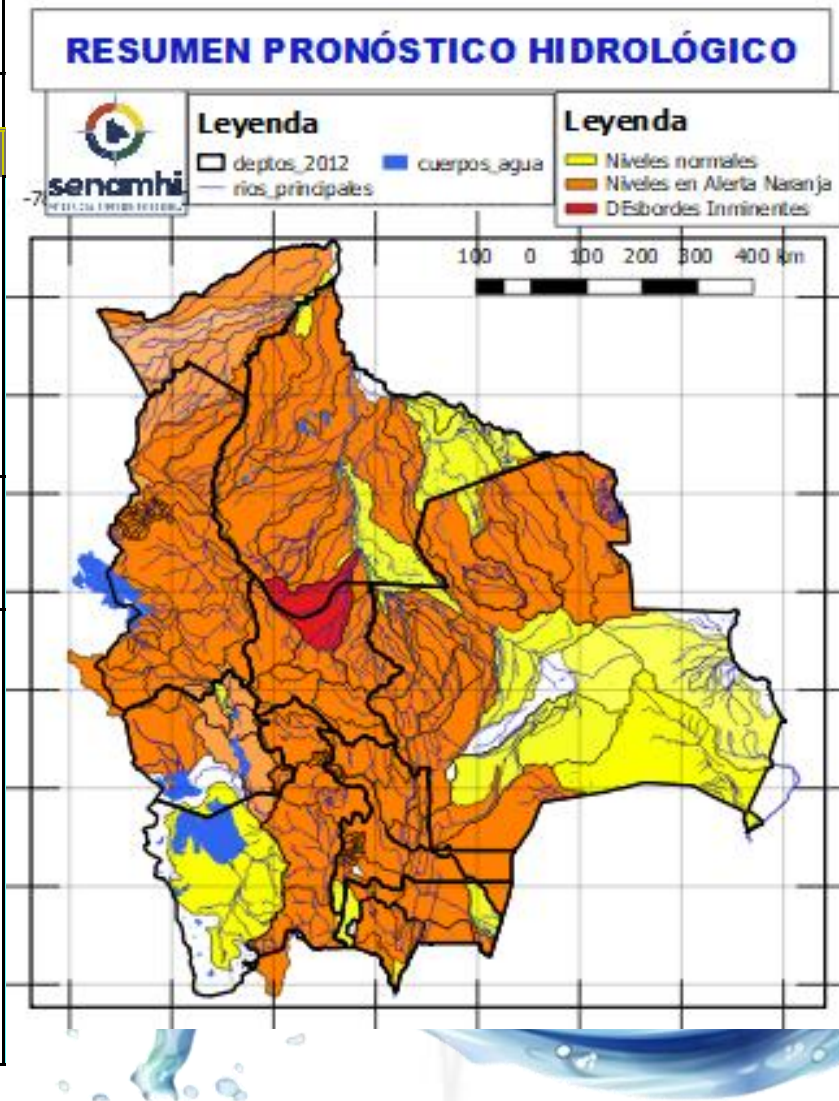 RESUMEN PRONÓSTICO HIDROLÓGICO
senamhi
Leyenda
deptos_2012
cuerpos_agua
rios_principales
Leyenda
Niveles normales
Niveles en Alerta Naranja
DEsbordes Inminentes
100 0 100 200 300 400 km